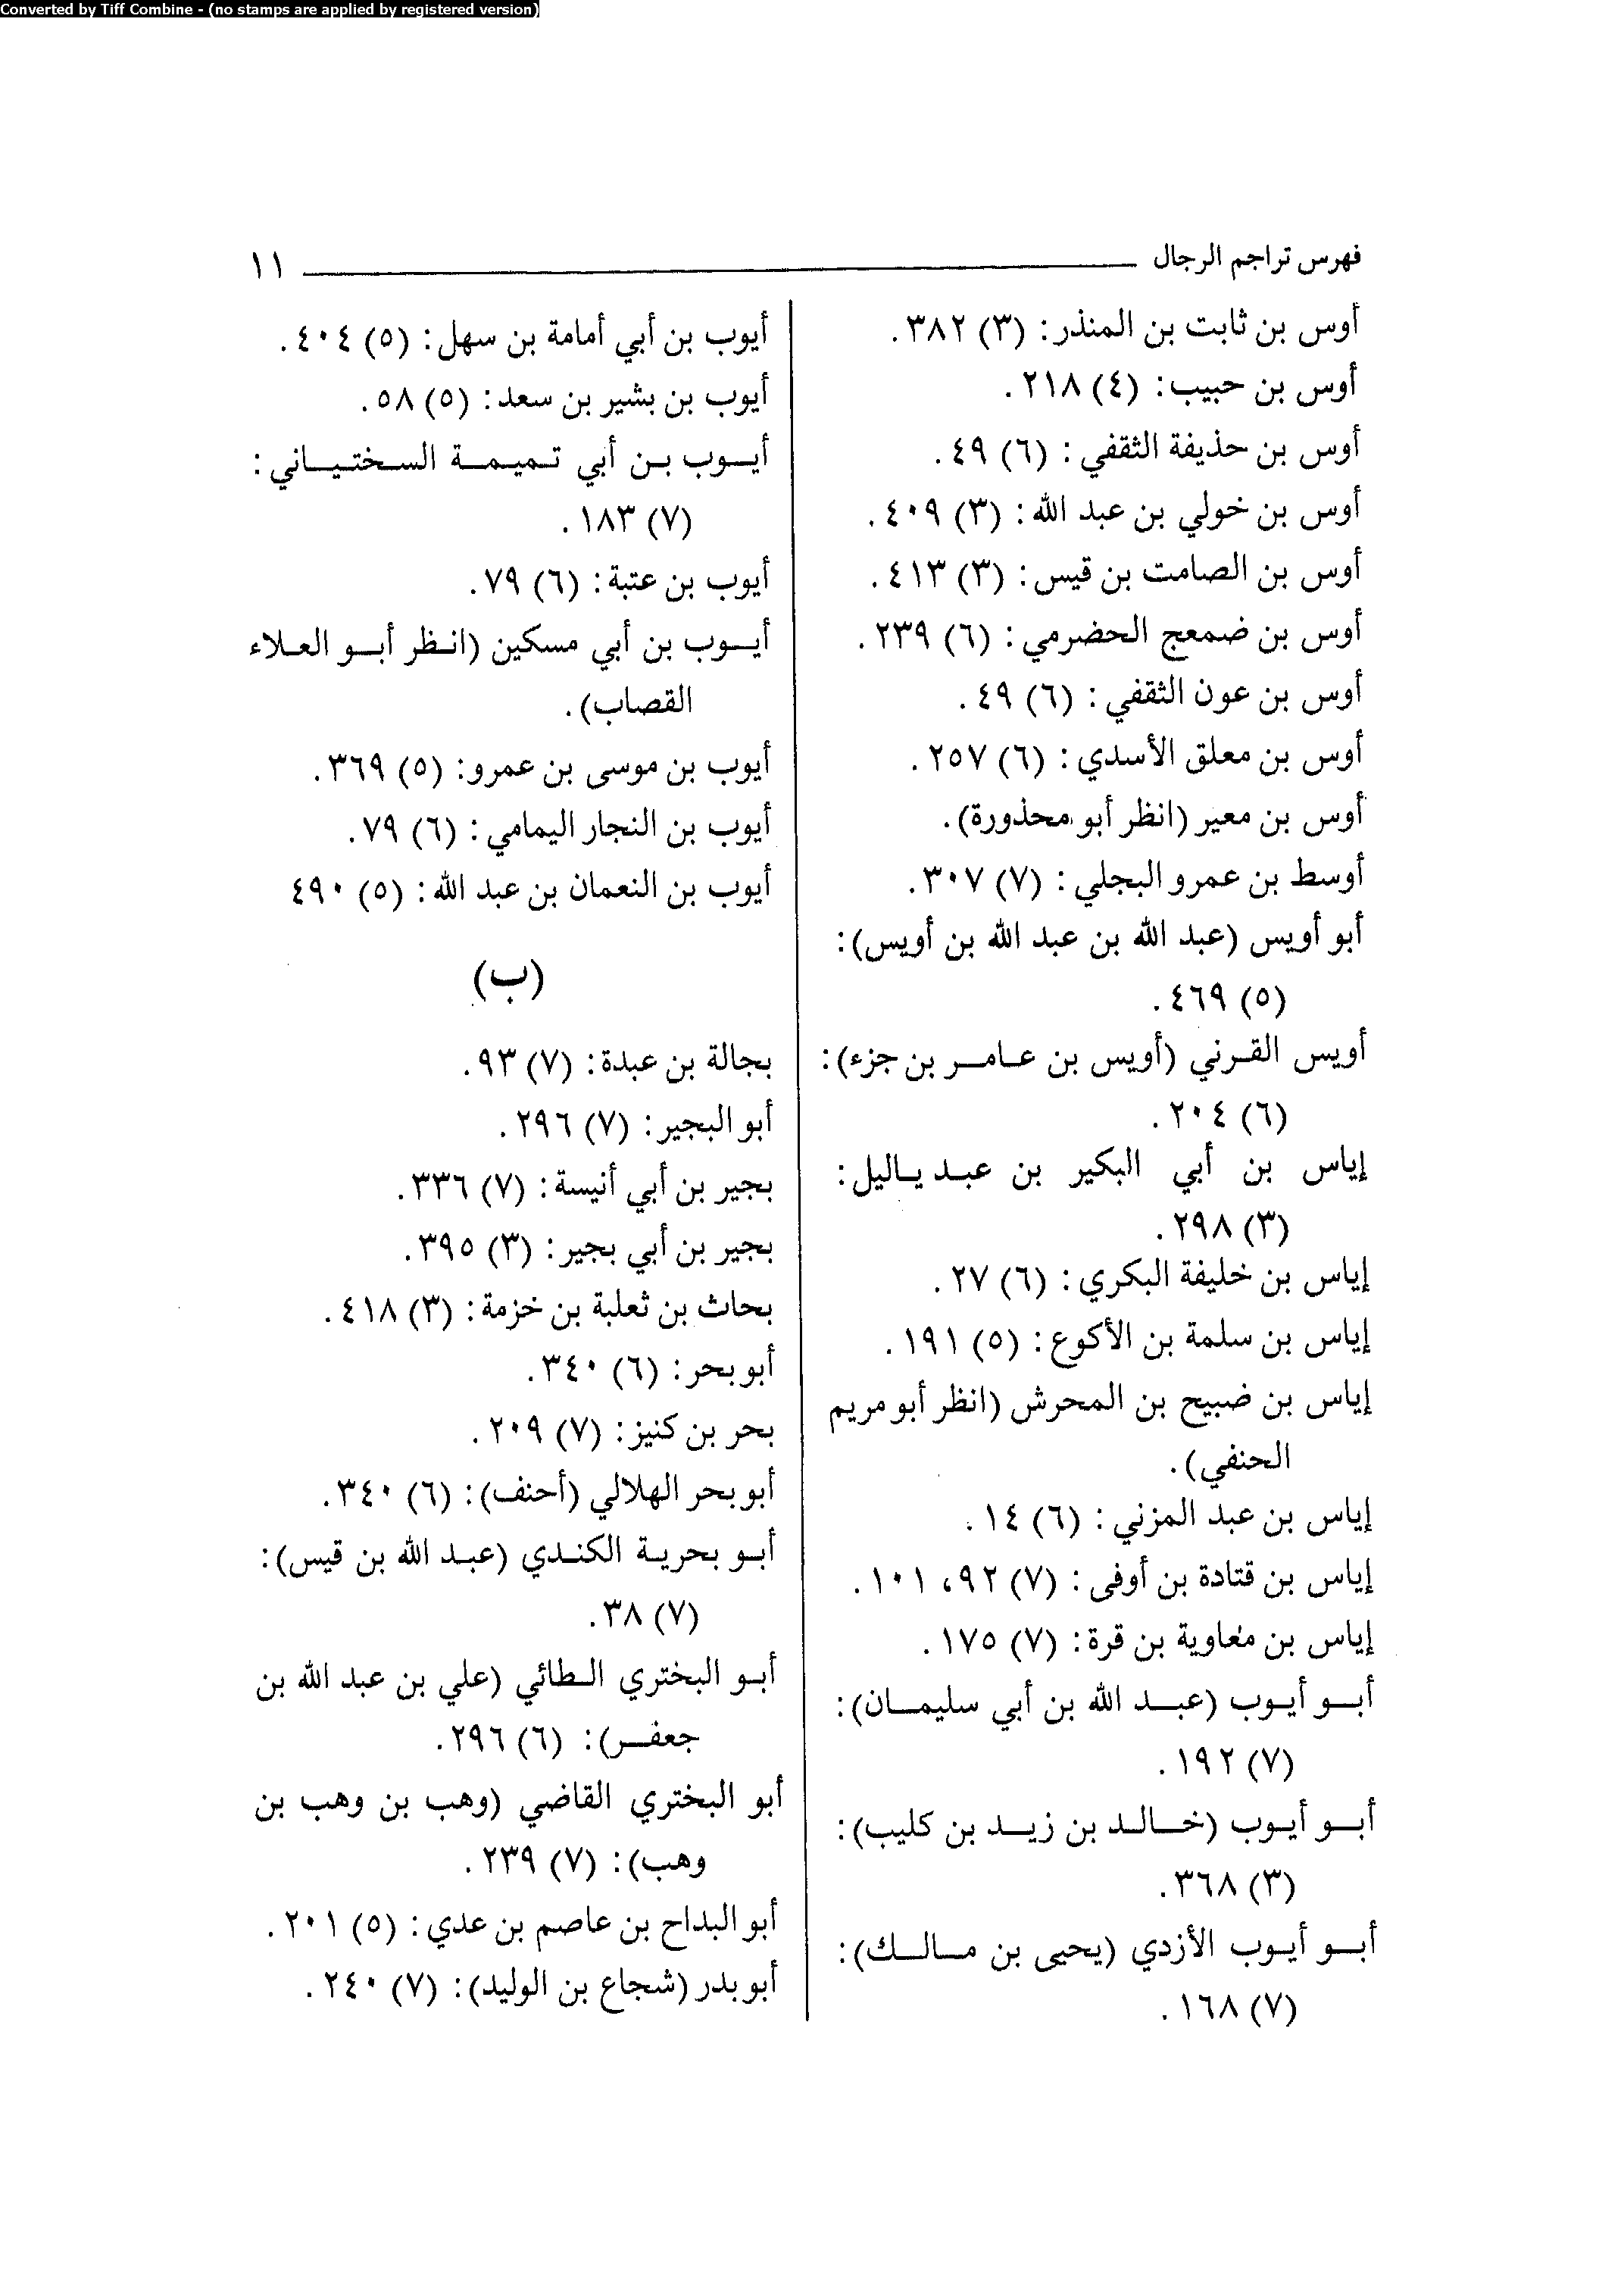 Converted by Tiff Combine - (no stamps are applied by registered version)
فهرس تراجم الرجال ١١
أوس بن ثابت بن المنذر: (٣) ٣٨٢.
أوس بن حبيب: (٤) ٢١٨.
أوس بن حذيفة الثقفي: (٦) ٤٩.
أوس بن خولي بن عبد الله: (٣) ٤٠٩.
أوس بن الصامت بن قيس: (٣) ٤١٣.
أوس بن ضمعج الحضرمي: (٦) ٢٣٩.
أوس بن عون الثقفي: (٦) ٤٩.
أوس بن معلق الأسدي: (٦) ٢٥٧.
أوس بن معير (انظر أبو محذورة).
أوسط بن عمرو البجلي: (٧) ٣٠٧.
أبو أويس (عبد الله بن عبد الله بن أويس):
(٥) ٤٦٩.
أويس القرني (أويس بن عامر بن جزء):
(٦) ٢٠٤.
إياس بن أبي البكير بن عبد ياليل:
(٣) ٢٩٨.
إياس بن خليفة البكري: (٦) ٢٧.
إياس بن سلمة بن الأكوع: (٥) ١٩١.
إياس بن ضبيح بن المحرش (انظر أبو مريم
الحنفي).
إياس بن عبد المزني: (٦) ١٤.
إياس بن قتادة بن أوفى: (٧) ٩٢، ١٠١.
إياس بن معاوية بن قرة: (٧) ١٧٥.
أبو أيوب (عبد الله بن أبي سليمان):
(٧) ١٩٢.
أبو أيوب (خالد بن زيد بن كليب):
(٣) ٣٦٨.
أبو أيوب الأزدي (يحيى بن مالك):
(٧) ١٦٨.
أيوب بن أبي أمامة بن سهل: (٥) ٤٠٤.
أيوب بن بشير بن سعد: (٥) ٥٨.
أيوب بن أبي تميمة السختياني:
(٧) ١٨٣.
أيوب بن عتبة: (٦) ٧٩.
أيوب بن أبي مسكين (انظر أبو العلاء
القصاب).
أيوب بن موسى بن عمرو: (٥) ٣٦٩.
أيوب بن النجار اليمامي: (٦) ٧٩.
أيوب بن النعمان بن عبد الله: (٥) ٤٩٠
(ب)
بجالة بن عبدة: (٧) ٩٣.
أبو البجير: (٧) ٢٩٦.
بجير بن أبي أنيسة: (٧) ٣٣٦.
بجير بن أبي بجير: (٣) ٣٩٥.
بحاث بن ثعلبة بن خزمة: (٣) ٤١٨.
أبو بحر: (٦) ٣٤٠.
بحر بن كنيز: (٧) ٢٠٩.
أبو بحر الهلالي (أحنف): (٦) ٣٤٠.
أبو بحرية الكندي (عبد الله بن قيس):
(٧) ٣٨.
أبو البختري الطائي (علي بن عبد الله بن
جعفر): (٦) ٢٩٦.
أبو البختري القاضي (وهب بن وهب بن
وهب): (٧) ٢٣٩.
أبو البداح بن عاصم بن عدي: (٥) ٢٠١.
أبو بدر (شجاع بن الوليد): (٧) ٢٤٠.